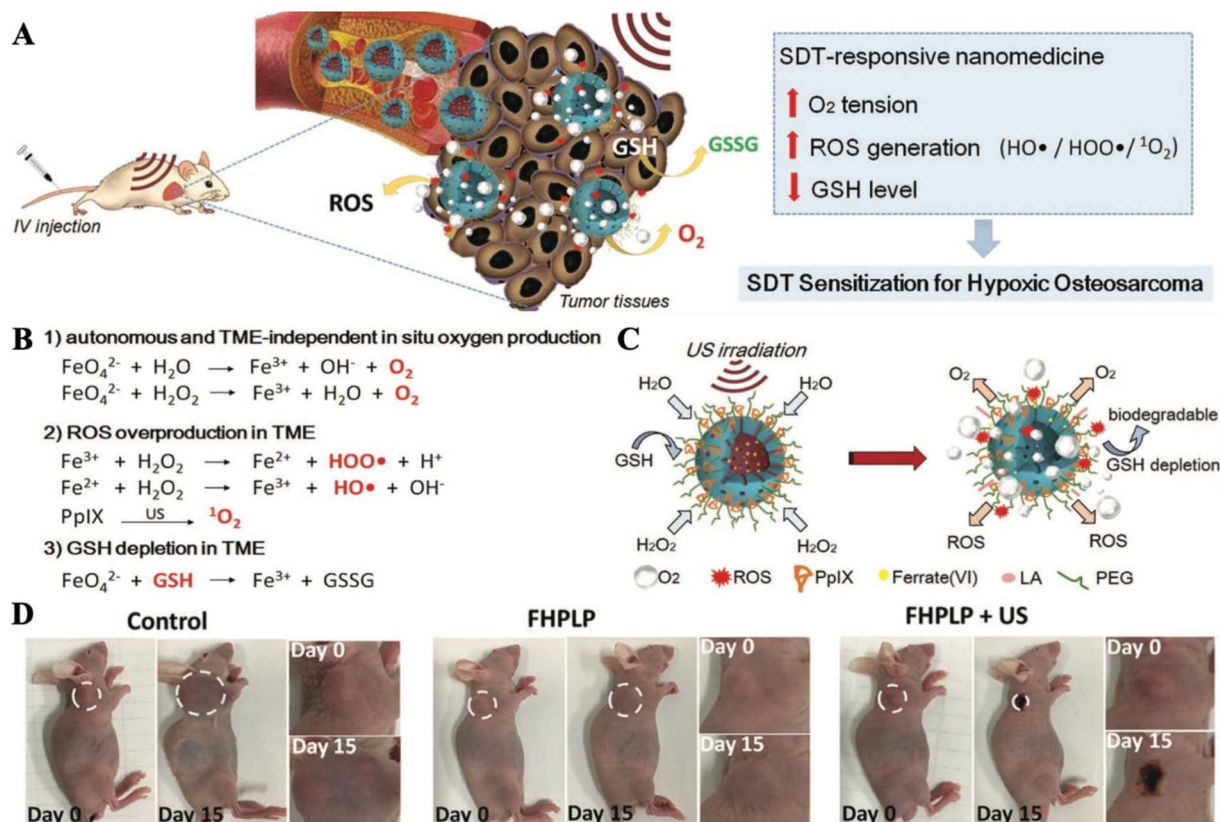 A
IV injection
ROS
GSH
GSSG
O₂
Tumor tissues
SDT-responsive nanomedicine
O₂ tension
ROS generation (HO● / HOO●/ ¹O₂)
GSH level
SDT Sensitization for Hypoxic Osteosarcoma
B
1) autonomous and TME-independent in situ oxygen production
FeO₄²⁻ + H₂O → Fe³⁺ + OH⁻ + O₂
FeO₄²⁻ + H₂O₂ → Fe³⁺ + H₂O + O₂
2) ROS overproduction in TME
Fe³⁺ + H₂O₂ → Fe²⁺ + HOO● + H⁺
Fe²⁺ + H₂O₂ → Fe³⁺ + HO● + OH⁻
PpIX US → ¹O₂
3) GSH depletion in TME
FeO₄²⁻ + GSH → Fe³⁺ + GSSG
C
US irradiation
H₂O H₂O
GSH
H₂O₂ H₂O₂
O₂ O₂
biodegradable
GSH depletion
ROS ROS
O₂ ROS PpIX Ferrate(VI) LA PEG
D
Control
Day 0
Day 15
Day 0 Day 15
FHPLP
Day 0
Day 15
Day 0 Day 15
FHPLP + US
Day 0
Day 15
Day 0 Day 15